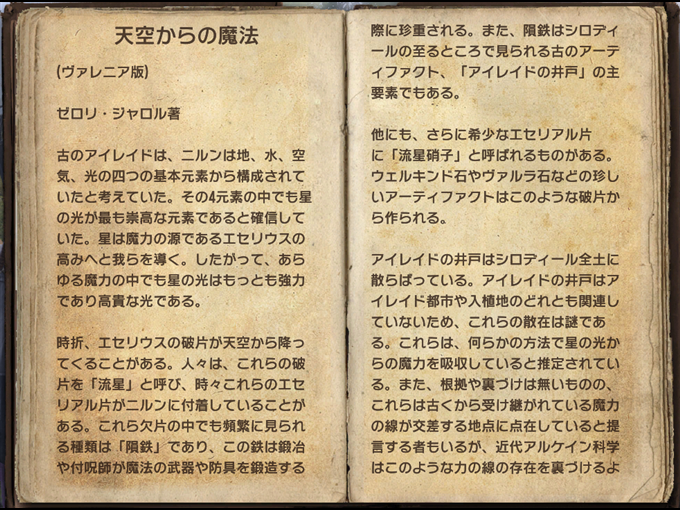 天空からの魔法
(ヴァレニア版)
ゼロリ・ジャロル著
古のアイレイドは、ニルンは地、水、空
気、光の四つの基本元素から構成されて
いたと考えていた。その4元素の中でも星
の光が最も崇高な元素であると確信して
いた。星は魔力の源であるエセリウスの
高みへと我らを導く。したがって、あら
ゆる魔力の中でも星の光はもっとも強力
であり高貴な光である。
時折、エセリウスの破片が天空から降っ
てくることがある。人々は、これらの破
片を「流星」と呼び、時々これらのエセ
リアル片がニルンに付着していることが
ある。これら欠片の中でも頻繁に見られ
る種類は「隕鉄」であり、この鉄は鍛冶
や付呪師が魔法の武器や防具を鍛造する
際に珍重される。また、隕鉄はシロディ
ールの至るところで見られる古のアーテ
ィファクト、「アイレイドの井戸」の主
要素でもある。
他にも、さらに希少なエセリアル片
に「流星硝子」と呼ばれるものがある。
ウェルキンド石やヴァルラ石などの珍し
いアーティファクトはこのような破片か
ら作られる。
アイレイドの井戸はシロディール全土に
散らばっている。アイレイドの井戸はア
イレイド都市や入植地のどれとも関連し
ていないため、これらの散在は謎であ
る。これらは、何らかの方法で星の光か
らの魔力を吸収していると推定されてい
る。また、根拠や裏づけは無いものの、
これらは古くから受け継がれている魔力
の線が交差する地点に点在していると提
言する者もいるが、近代アルケイン科学
はこのような力の線の存在を裏づけるよ